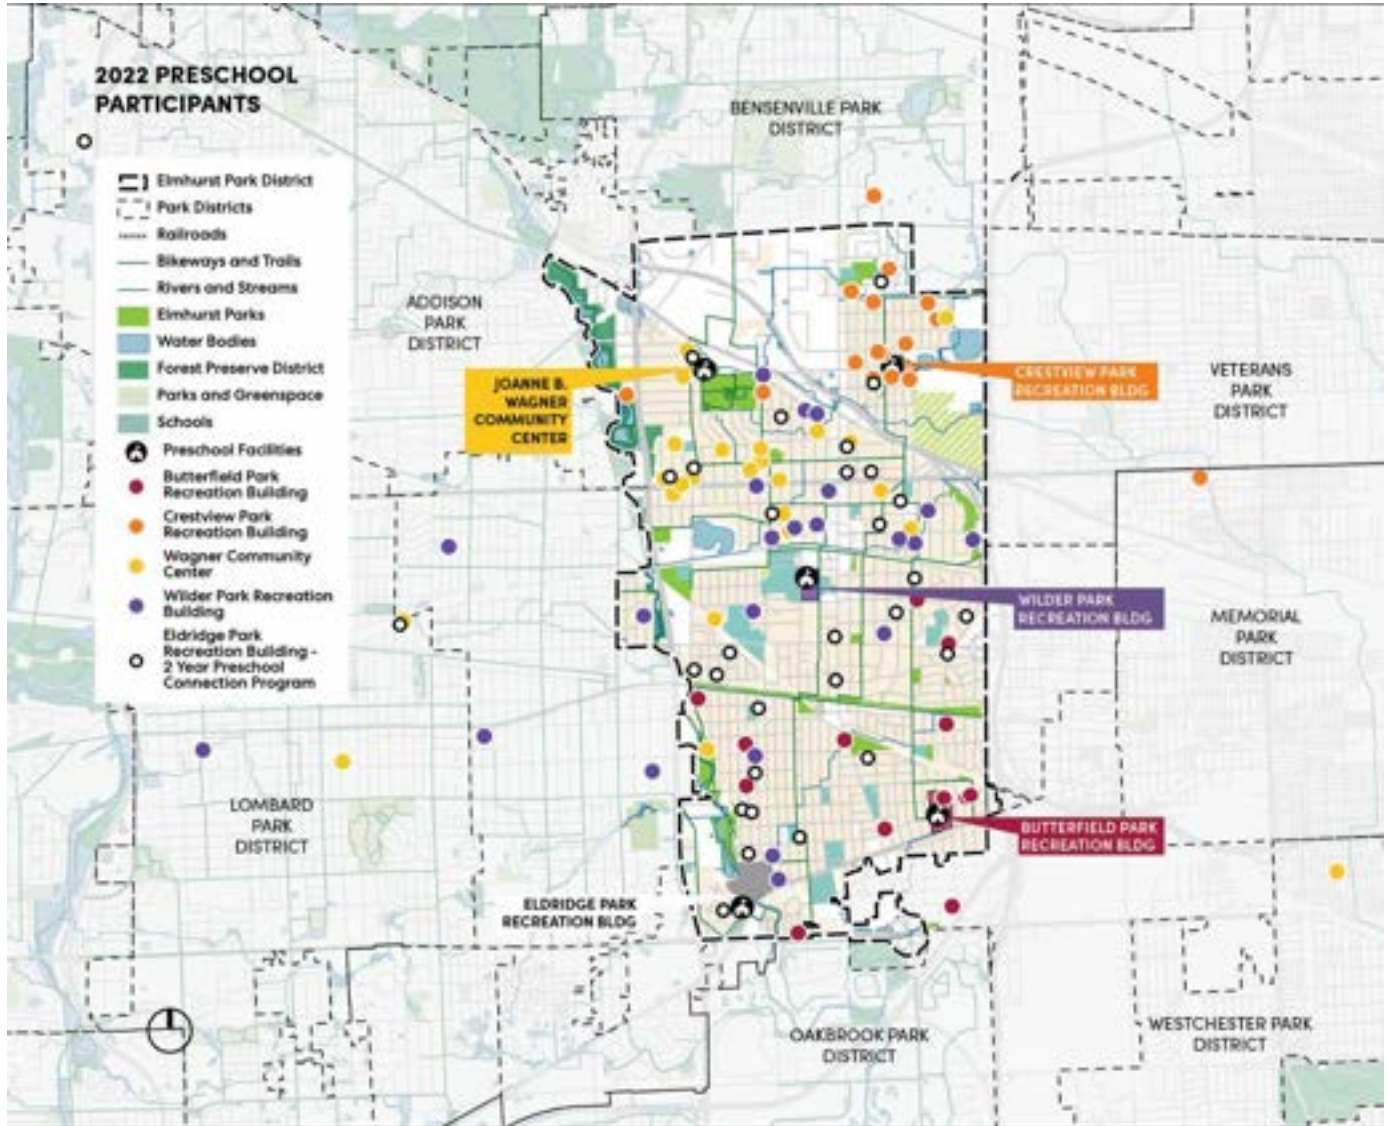 2022 PRESCHOOL
PARTICIPANTS
Elmhurst Park District
Park Districts
Railroads
Bikeways and Trails
Rivers and Streams
Elmhurst Parks
Water Bodies
Forest Preserve District
Parks and Greenspace
Schools
Preschool Facilities
Butterfield Park
Recreation Building
Crestview Park
Recreation Building
Wagner Community
Center
Wilder Park Recreation
Building
Eldridge Park
Recreation Building -
2 Year Preschool
Connection Program
BENSENVILLE PARK
DISTRICT
ADDISON
PARK
DISTRICT
JOANNE B.
WAGNER
COMMUNITY
CENTER
CRESTVIEW PARK
RECREATION BLDG
VETERANS
PARK
DISTRICT
WILDER PARK
RECREATION BLDG
MEMORIAL
PARK
DISTRICT
LOMBARD
PARK
DISTRICT
BUTTERFIELD PARK
RECREATION BLDG
ELDRIDGE PARK
RECREATION BLDG
OAKBROOK PARK
DISTRICT
WESTCHESTER PARK
DISTRICT